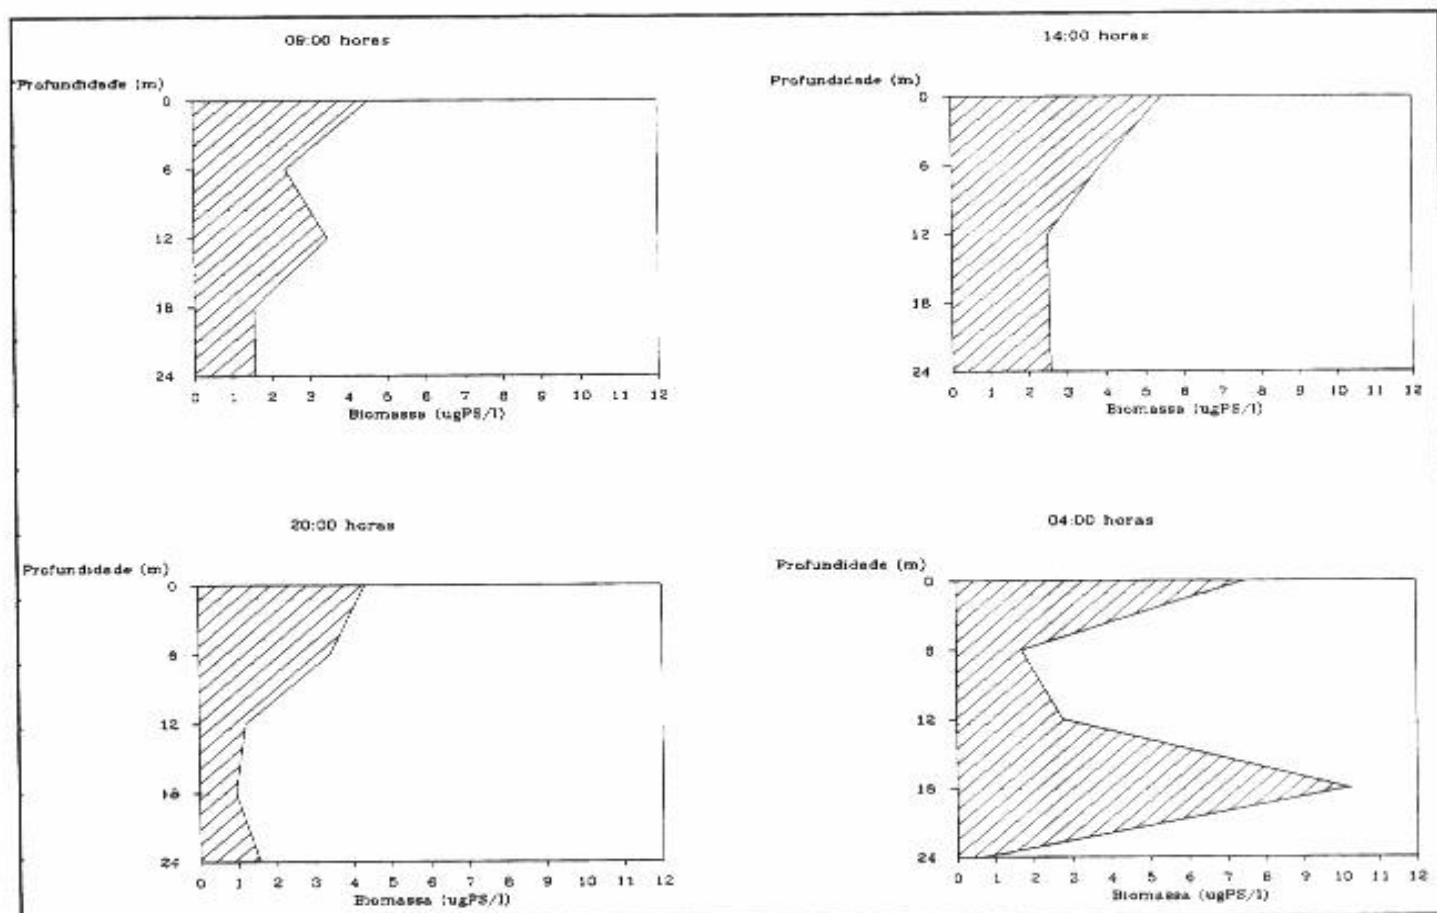 08:00 horas
Profundidade (m)
0
6
12
18
24
0 1 2 3 4 5 6 7 8 9 10 11 12
Biomassa (ugPS/l)
14:00 horas
Profundidade (m)
0
6
12
18
24
0 1 2 3 4 5 6 7 8 9 10 11 12
Biomassa (ugPS/l)
20:00 horas
Profundidade (m)
0
6
12
18
24
0 1 2 3 4 5 6 7 8 9 10 11 12
Biomassa (ugPS/l)
04:00 horas
Profundidade (m)
0
6
12
18
24
0 1 2 3 4 5 6 7 8 9 10 11 12
Biomassa (ugPS/l)